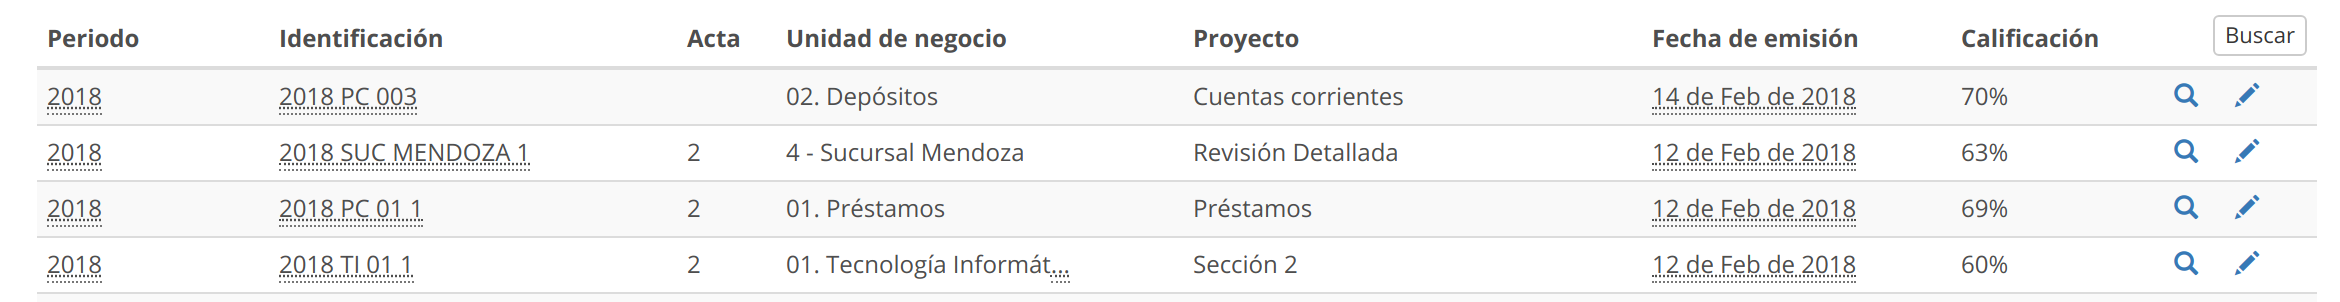 Periodo Identificación Acta Unidad de negocio Proyecto Fecha de emisión Calificación Buscar
2018 2018 PC 003 02. Depósitos Cuentas corrientes 14 de Feb de 2018 70%
2018 2018 SUC MENDOZA 1 2 4 - Sucursal Mendoza Revisión Detallada 12 de Feb de 2018 63%
2018 2018 PC 01 1 2 01. Préstamos Préstamos 12 de Feb de 2018 69%
2018 2018 TI 01 1 2 01. Tecnología Informát... Sección 2 12 de Feb de 2018 60%